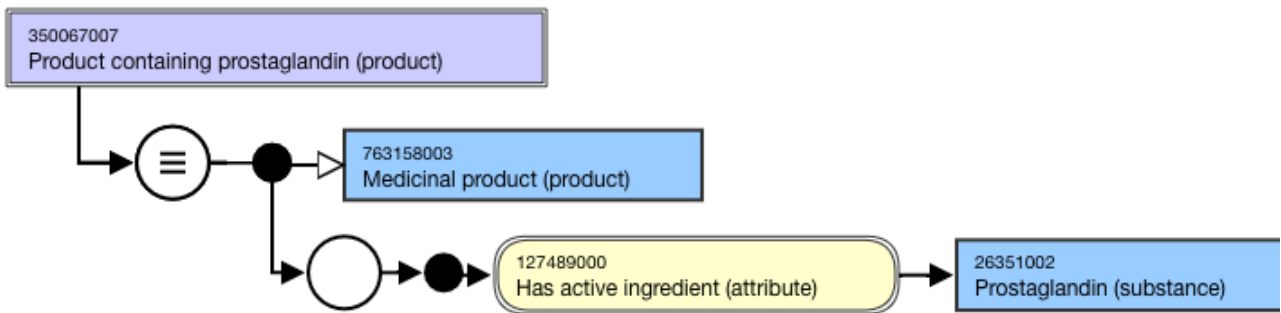 350067007
Product containing prostaglandin (product)
763158003
Medicinal product (product)
127489000
Has active ingredient (attribute)
26351002
Prostaglandin (substance)